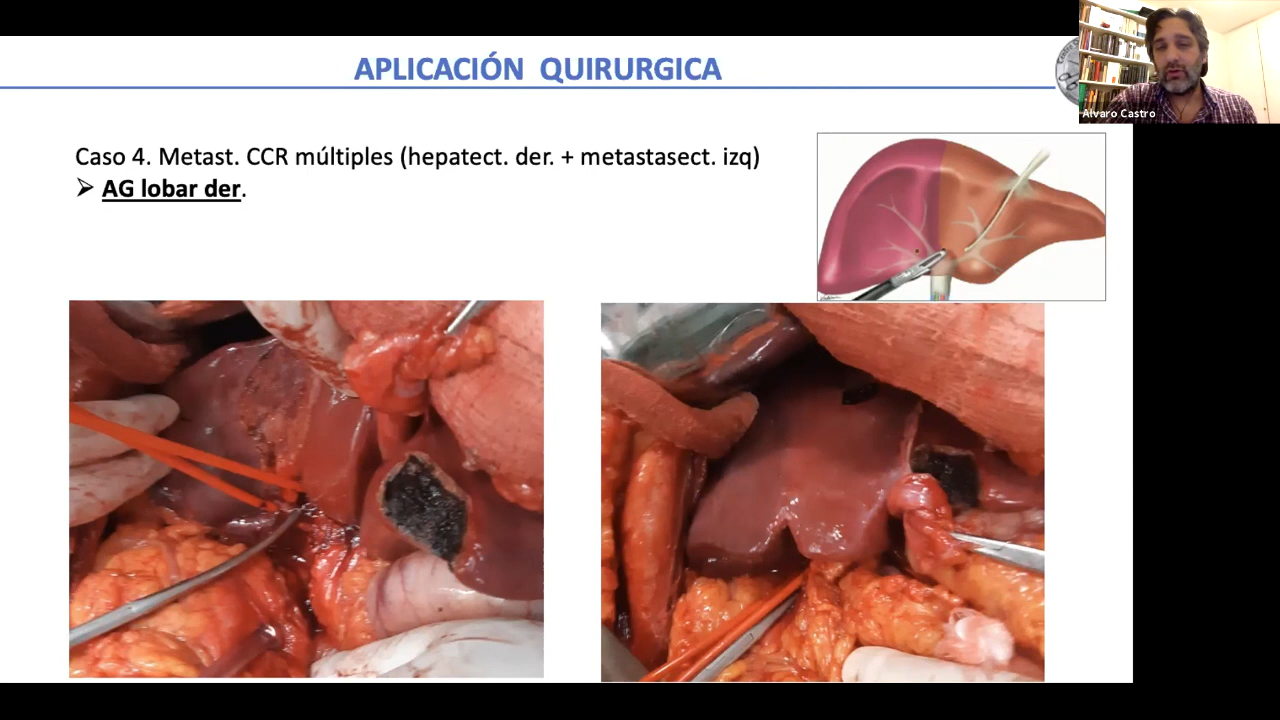 APLICACIÓN QUIRURGICA
Alvaro Castro
Caso 4. Metast. CCR múltiples (hepatect. der. + metastasect. izq)
➢ AG lobar der.